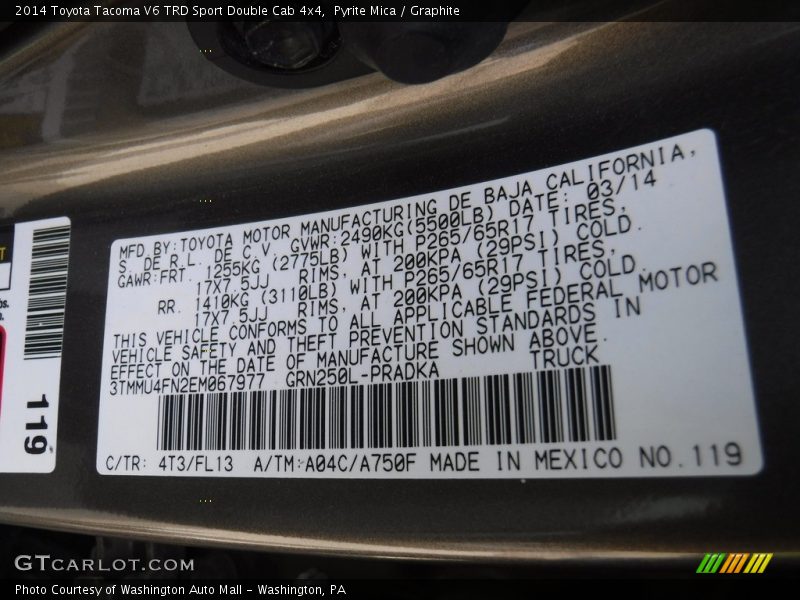 2014 Toyota Tacoma V6 TRD Sport Double Cab 4x4, Pyrite Mica / Graphite
MFD BY:TOYOTA MOTOR MANUFACTURING DE BAJA CALIFORNIA,
S. DE R.L. DE C.V. GVWR:2490KG(5500LB) DATE: 03/14
GAWR:FRT. 1255KG (2775LB) WITH P265/65R17 TIRES,
17X7.5JJ RIMS, AT 200KPA (29PSI) COLD.
RR. 1410KG (3110LB) WITH P265/65R17 TIRES,
17X7.5JJ RIMS, AT 200KPA (29PSI) COLD.
THIS VEHICLE CONFORMS TO ALL APPLICABLE FEDERAL MOTOR
VEHICLE SAFETY AND THEFT PREVENTION STANDARDS IN
EFFECT ON THE DATE OF MANUFACTURE SHOWN ABOVE.
3TMMU4FN2EM067977 GRN250L-PRADKA TRUCK
C/TR: 4T3/FL13 A/TM:A04C/A750F MADE IN MEXICO NO.119
119
GTCARLOT.COM
Photo Courtesy of Washington Auto Mall - Washington, PA